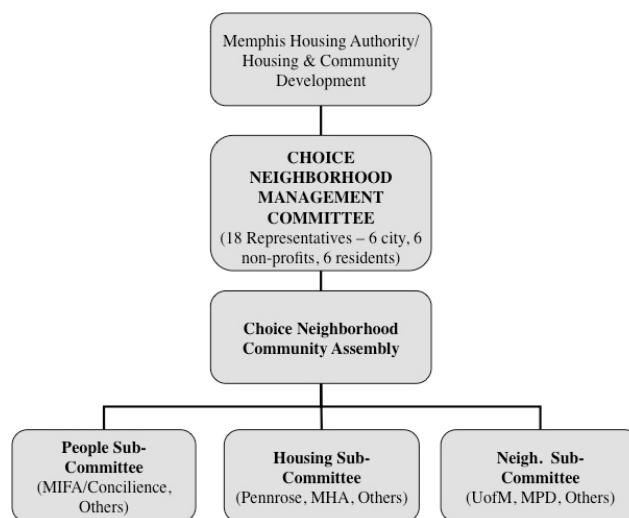 Memphis Housing Authority/
Housing & Community
Development
CHOICE
NEIGHBORHOOD
MANAGEMENT
COMMITTEE
(18 Representatives – 6 city, 6
non-profits, 6 residents)
Choice Neighborhood
Community Assembly
People Sub-
Committee
(MIFA/Concilience,
Others)
Housing Sub-
Committee
(Pennrose, MHA, Others)
Neigh. Sub-
Committee
(UofM, MPD, Others)